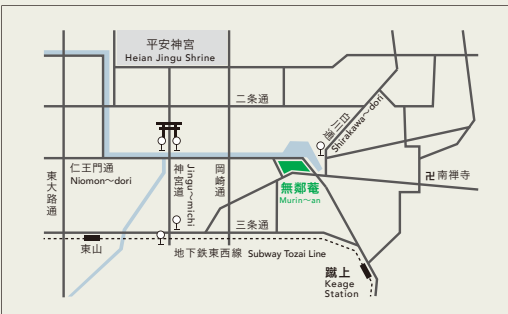 平安神宮
Heian Jingu Shrine
二条通
白川通
Shirakawa〜dori
仁王門通
Niomon〜dori
東大路通
神宮道
Jingu〜michi
岡崎通
無鄰菴
Murin〜an
卍 南禅寺
三条通
東山
地下鉄東西線 Subway Tozai Line
蹴上
Keage
Station